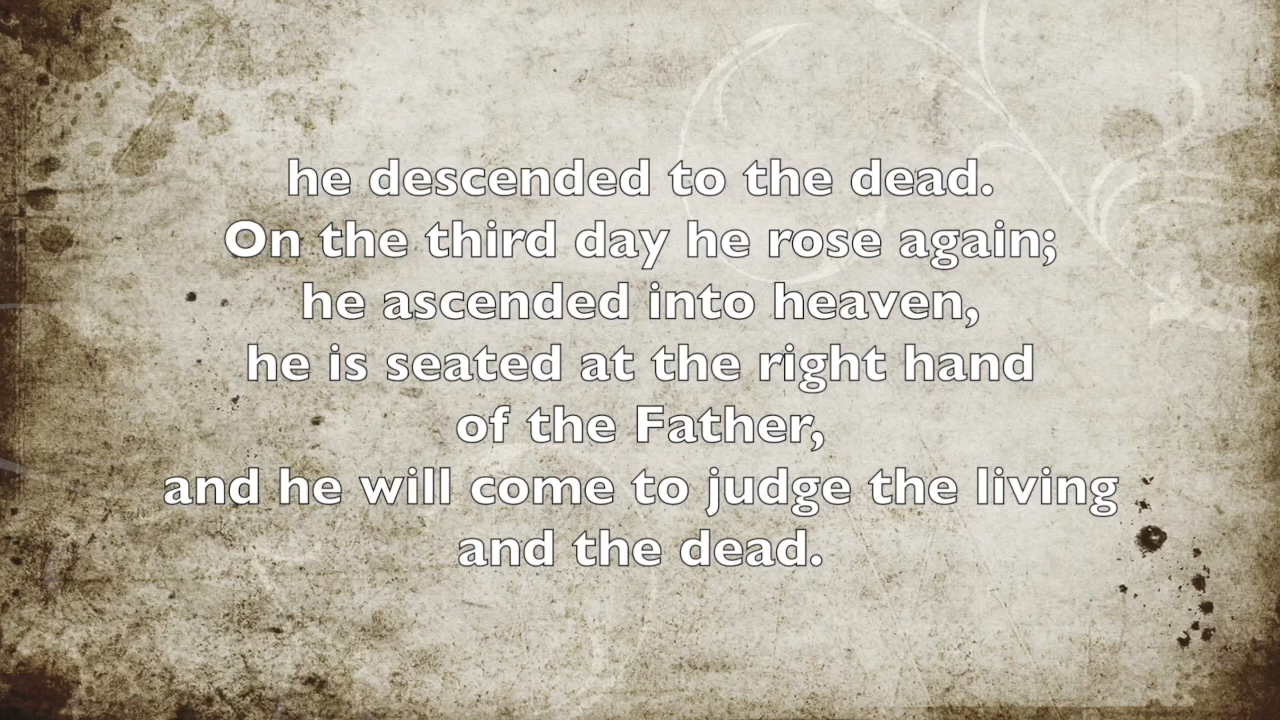 he descended to the dead.
On the third day he rose again;
he ascended into heaven,
he is seated at the right hand
of the Father,
and he will come to judge the living
and the dead.